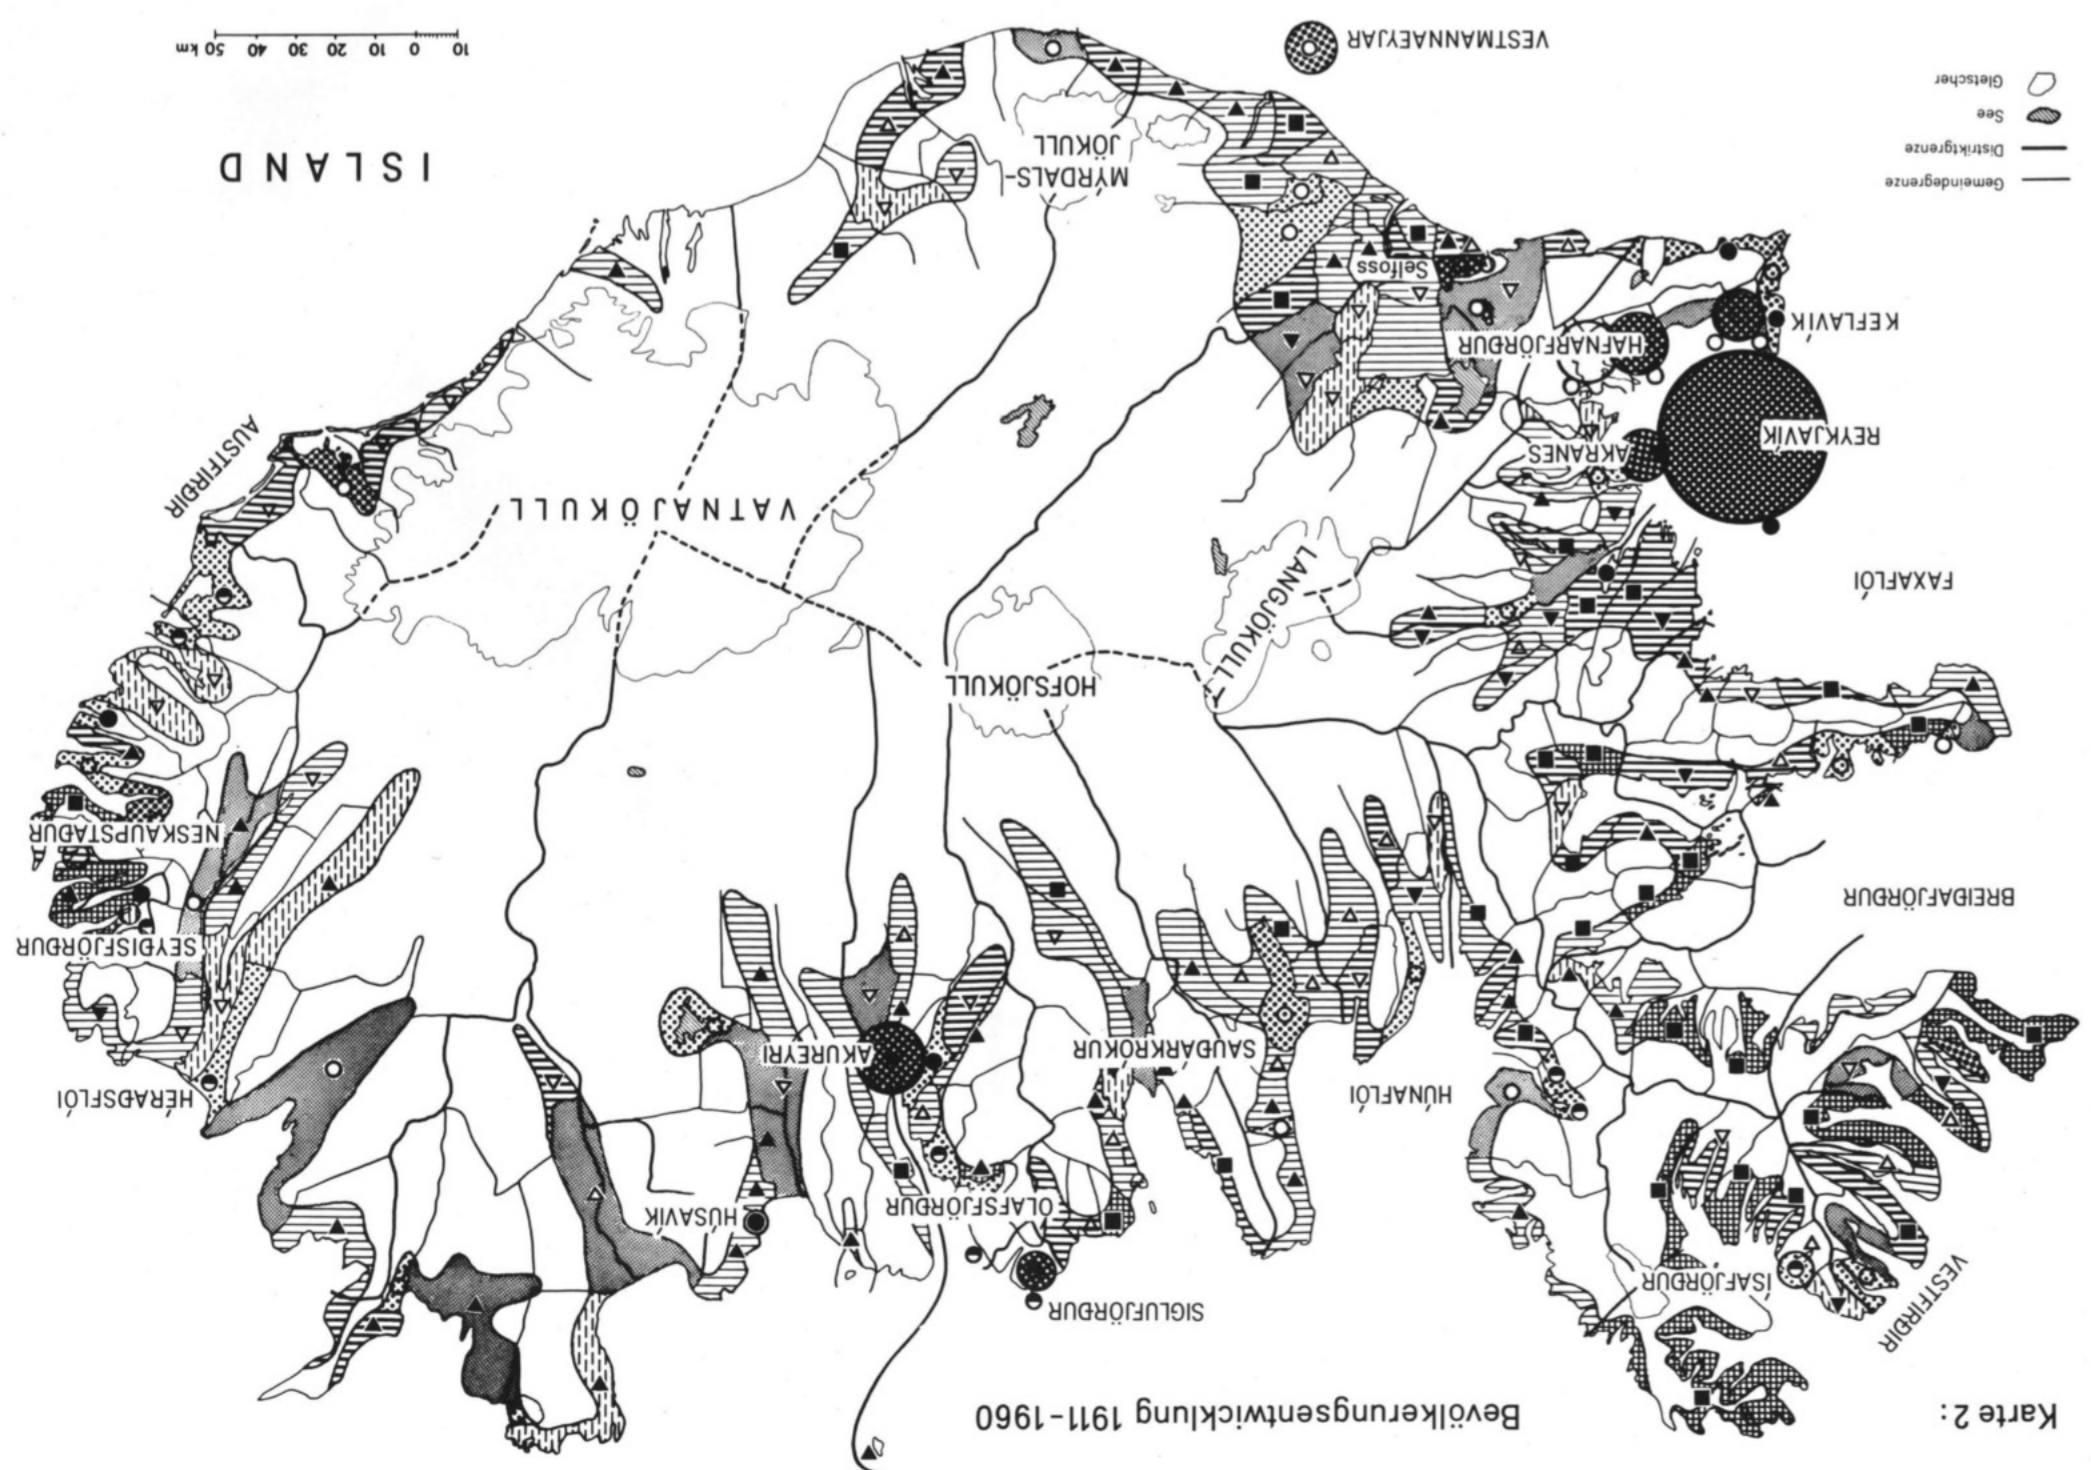 Karte 2:
Bevölkerungsentwicklung 1911-1960
SIGLUFJÖRÐUR
VESTFIRÐIR
ÍSAFJÖRÐUR
ÓLAFSFJÖRÐUR
HÚSAVÍK
HÚNAFLÓI
SAUÐARKRÓKUR
AKUREYRI
HÉRAÐSFLÓI
BREIÐAFJÖRÐUR
SEYÐISFJÖRÐUR
NESKAUPSTAÐUR
HOFSJÖKULL
LANGJÖKULL
FAXAFLÓI
VATNAJÖKULL
AUSTFIRÐIR
AKRANES
REYKJAVÍK
HAFNARFJÖRÐUR
KEFLAVÍK
Selfoss
MÝRDALS-
JÖKULL
ISLAND
Gemeindegrenze
Distriktgrenze
See
Gletscher
VESTMANNAEYJAR
10 0 10 20 30 40 50 km